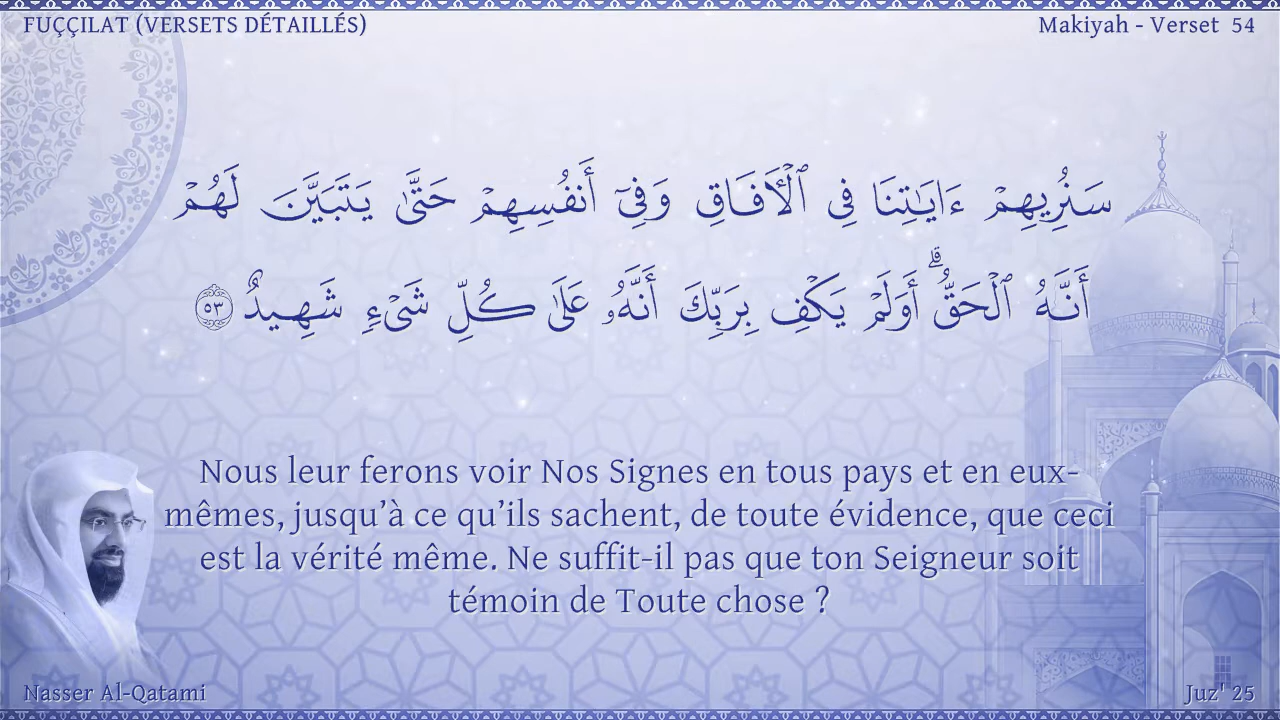 FUÇÇILAT (VERSETS DÉTAILLÉS)
Makiyah - Verset 54
سَنُرِيهِمْ ءَايَـٰتِنَا فِى ٱلْـَٔافَاقِ وَفِىٓ أَنفُسِهِمْ حَتَّىٰ يَتَبَيَّنَ لَهُمْ
أَنَّهُ ٱلْحَقُّ ۗ أَوَلَمْ يَكْفِ بِرَبِّكَ أَنَّهُۥ عَلَىٰ كُلِّ شَىْءٍ شَهِيدٌ ٥٣
Nous leur ferons voir Nos Signes en tous pays et en eux-
mêmes, jusqu’à ce qu’ils sachent, de toute évidence, que ceci
est la vérité même. Ne suffit-il pas que ton Seigneur soit
témoin de Toute chose ?
Nasser Al-Qatami
Juz' 25